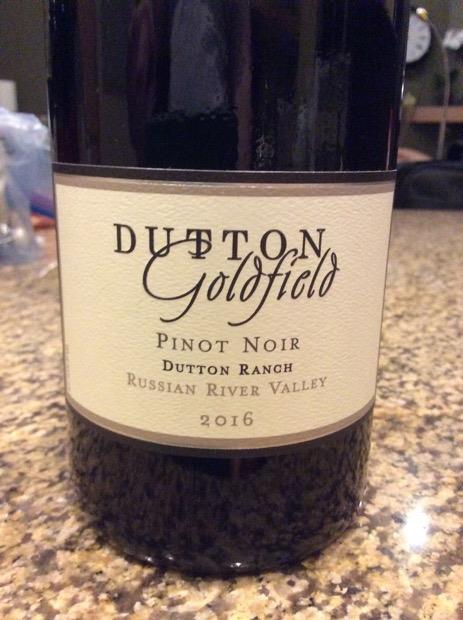 DUTTON
Goldfield
PINOT NOIR
DUTTON RANCH
RUSSIAN RIVER VALLEY
2016